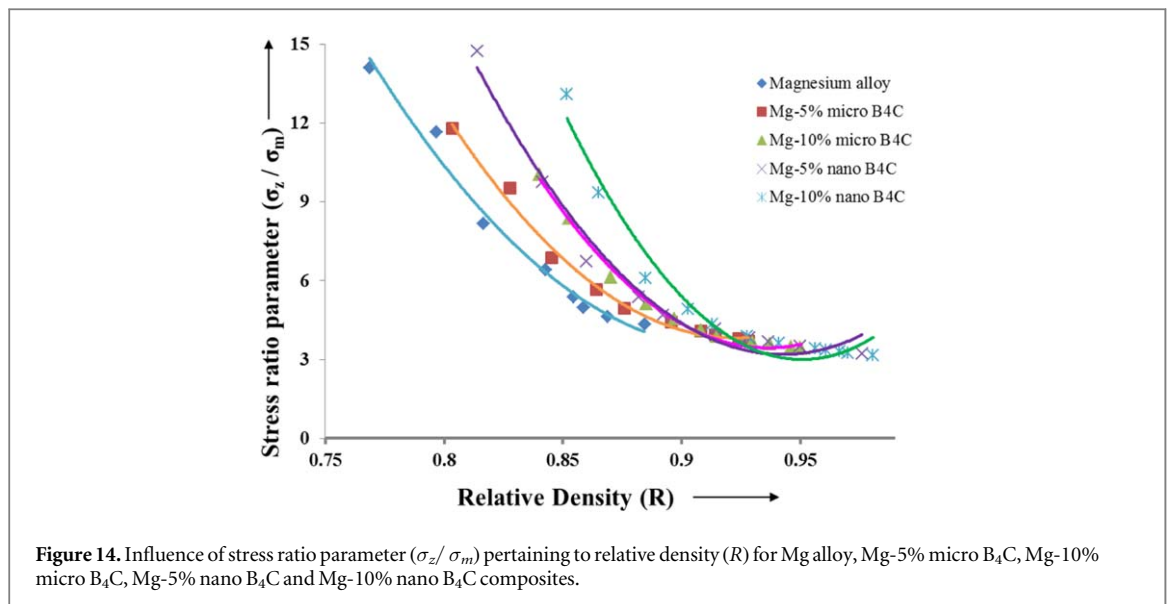 15
12
9
6
3
0
Stress ratio parameter (σz / σm)
0.75 0.8 0.85 0.9 0.95
Relative Density (R)
Magnesium alloy
Mg-5% micro B4C
Mg-10% micro B4C
Mg-5% nano B4C
Mg-10% nano B4C
Figure 14. Influence of stress ratio parameter (σz/ σm) pertaining to relative density (R) for Mg alloy, Mg-5% micro B4C, Mg-10%
micro B4C, Mg-5% nano B4C and Mg-10% nano B4C composites.